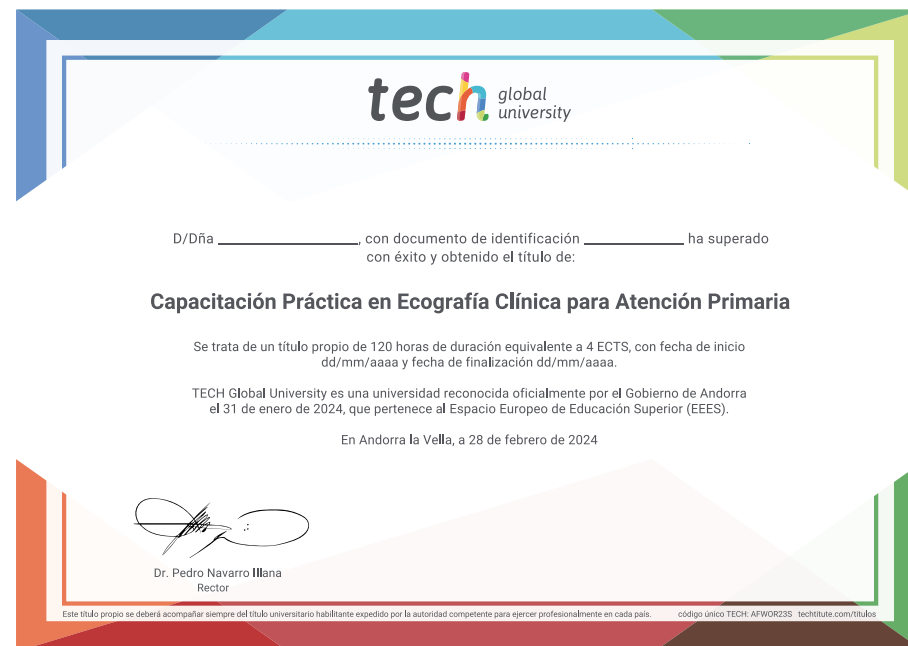 tech global university
D/Dña ____________________, con documento de identificación ______________ ha superado
con éxito y obtenido el título de:
Capacitación Práctica en Ecografía Clínica para Atención Primaria
Se trata de un título propio de 120 horas de duración equivalente a 4 ECTS, con fecha de inicio
dd/mm/aaaa y fecha de finalización dd/mm/aaaa.
TECH Global University es una universidad reconocida oficialmente por el Gobierno de Andorra
el 31 de enero de 2024, que pertenece al Espacio Europeo de Educación Superior (EEES).
En Andorra la Vella, a 28 de febrero de 2024
Dr. Pedro Navarro Illana
Rector
Este título propio se deberá acompañar siempre del título universitario habilitante expedido por la autoridad competente para ejercer profesionalmente en cada país. código único TECH: AFWOR23S techtitute.com/titulos